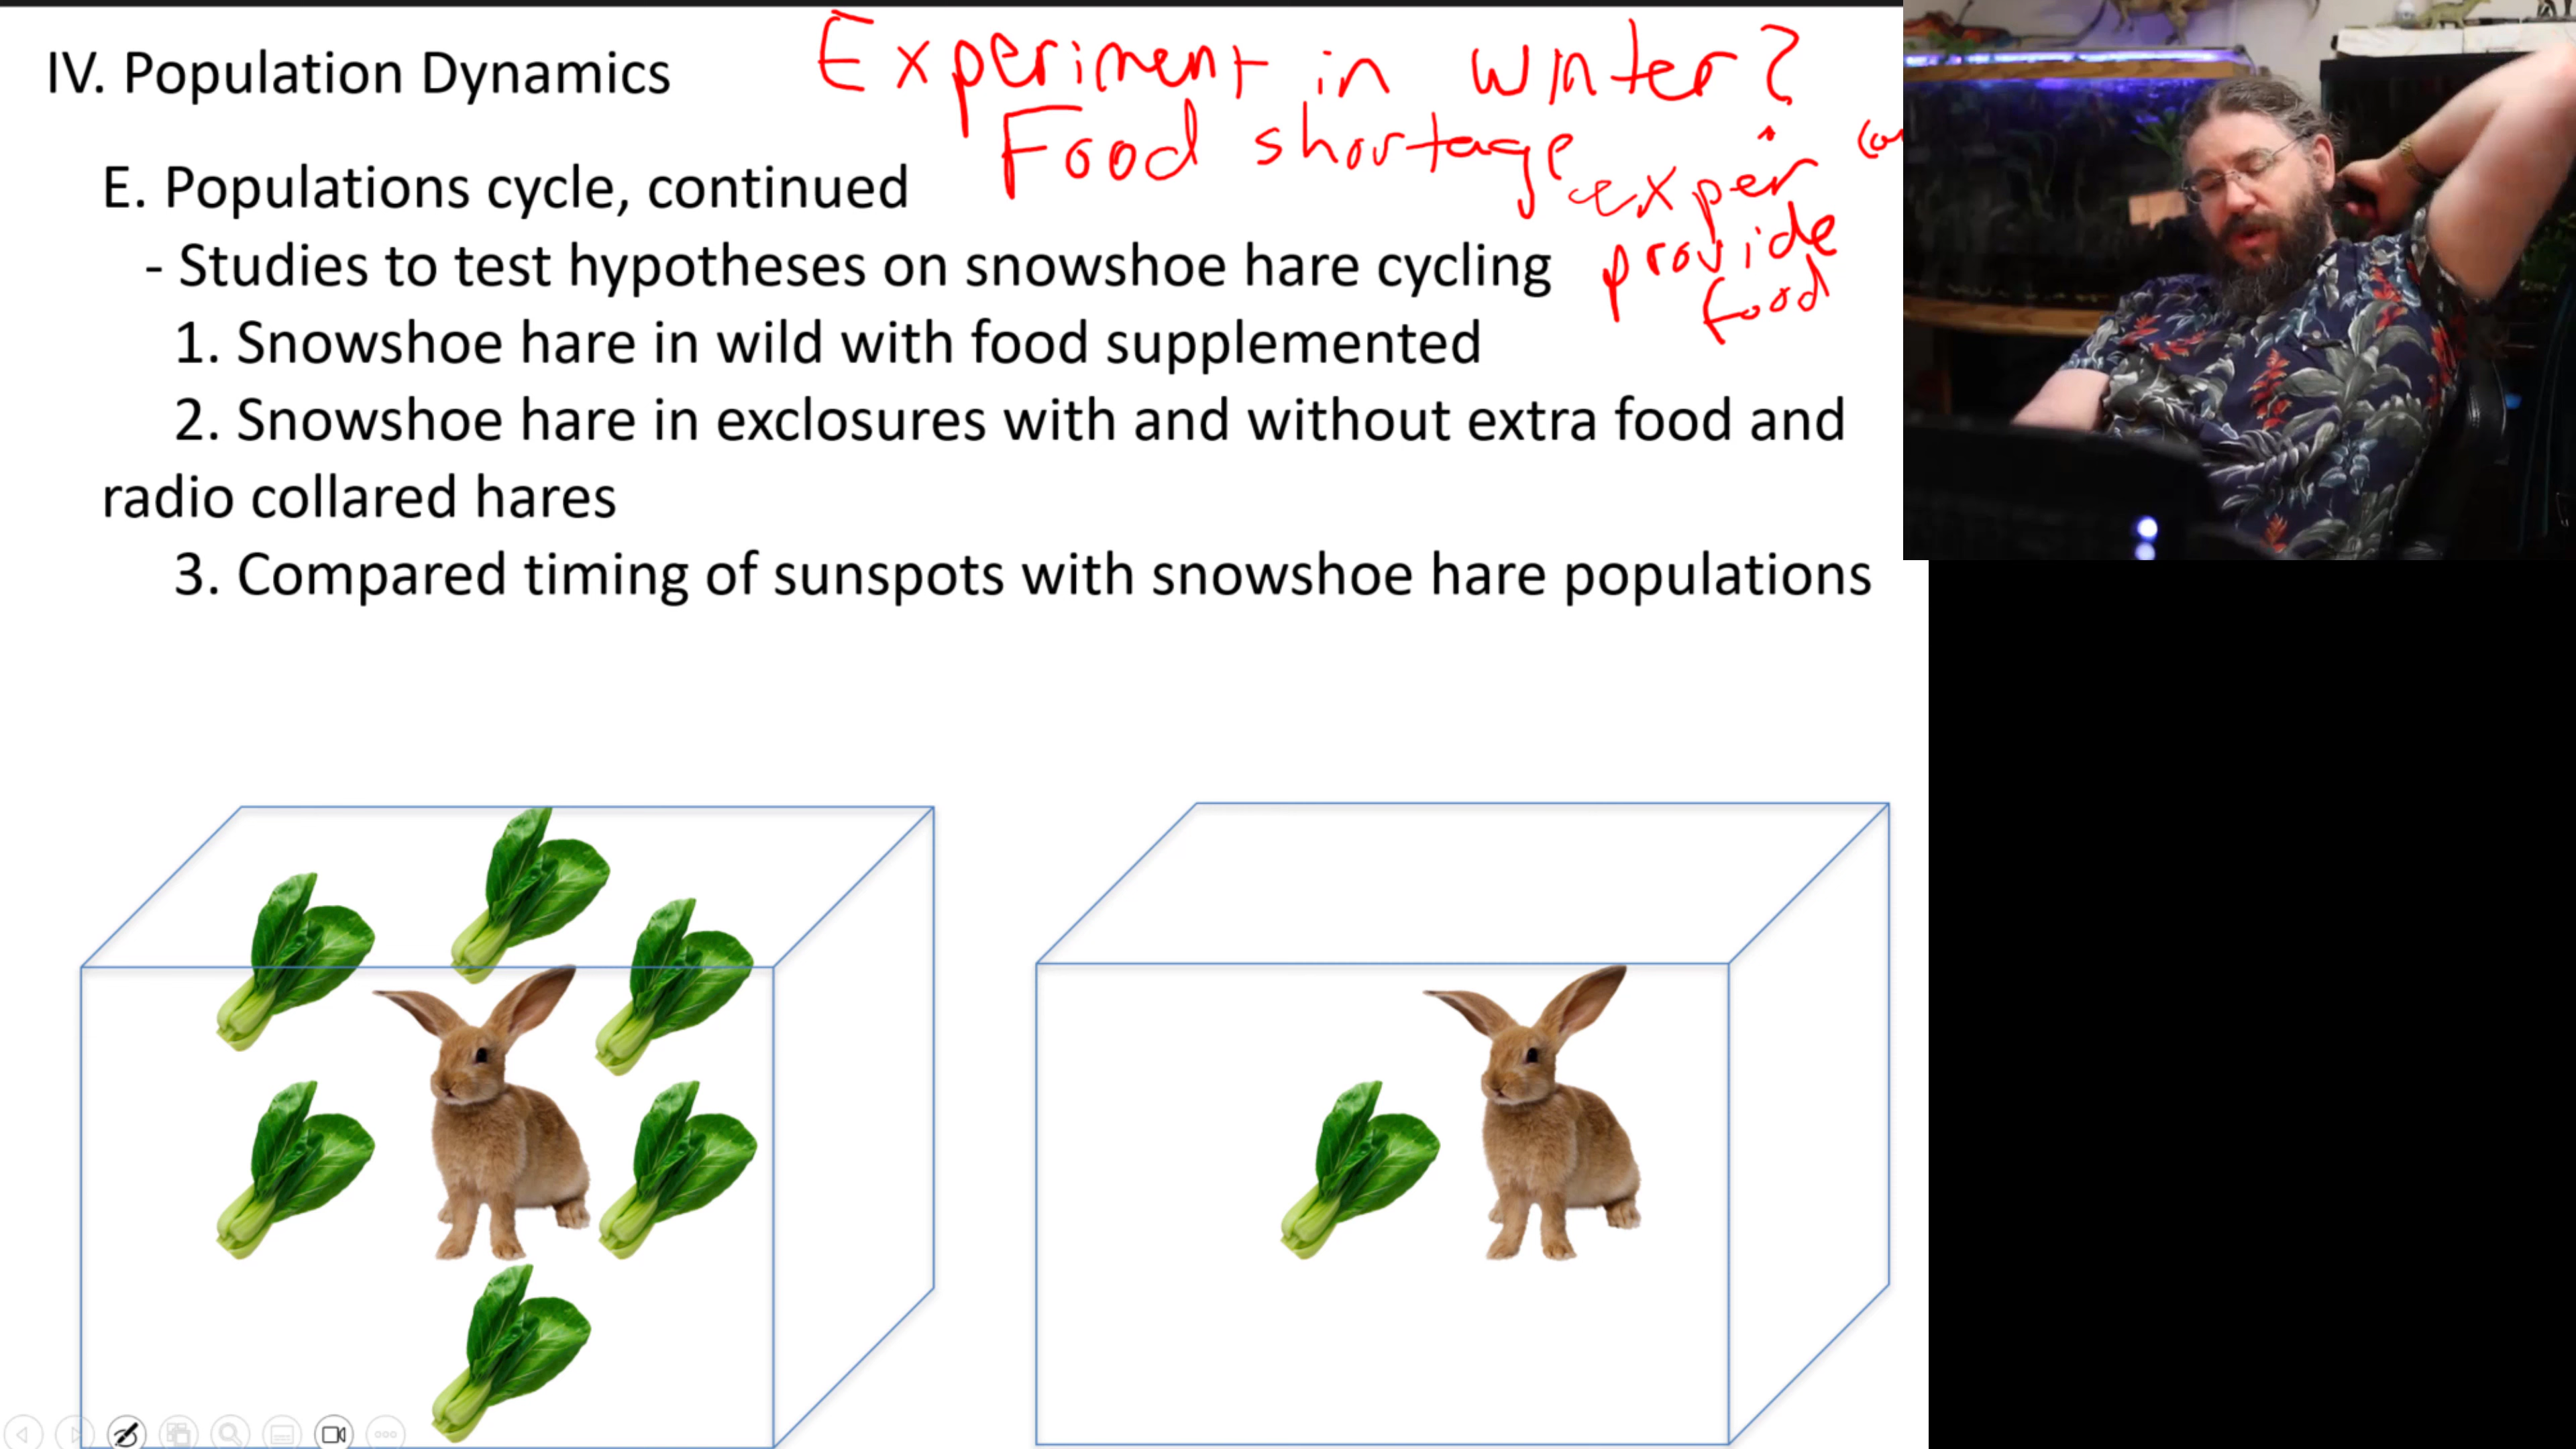 IV. Population Dynamics
Experiment in winter?
Food shortage
E. Populations cycle, continued
exper
provide
food
- Studies to test hypotheses on snowshoe hare cycling
1. Snowshoe hare in wild with food supplemented
2. Snowshoe hare in exclosures with and without extra food and
radio collared hares
3. Compared timing of sunspots with snowshoe hare populations